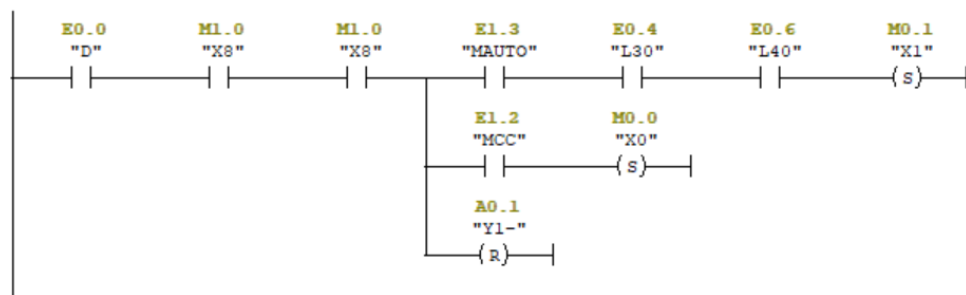 E0.0 M1.0 M1.0 E1.3 E0.4 E0.6 M0.1
"D" "X8" "X8" "MAUTO" "L30" "L40" "X1"
S
E1.2 M0.0
"MCC" "X0"
S
A0.1
"Y1-"
R